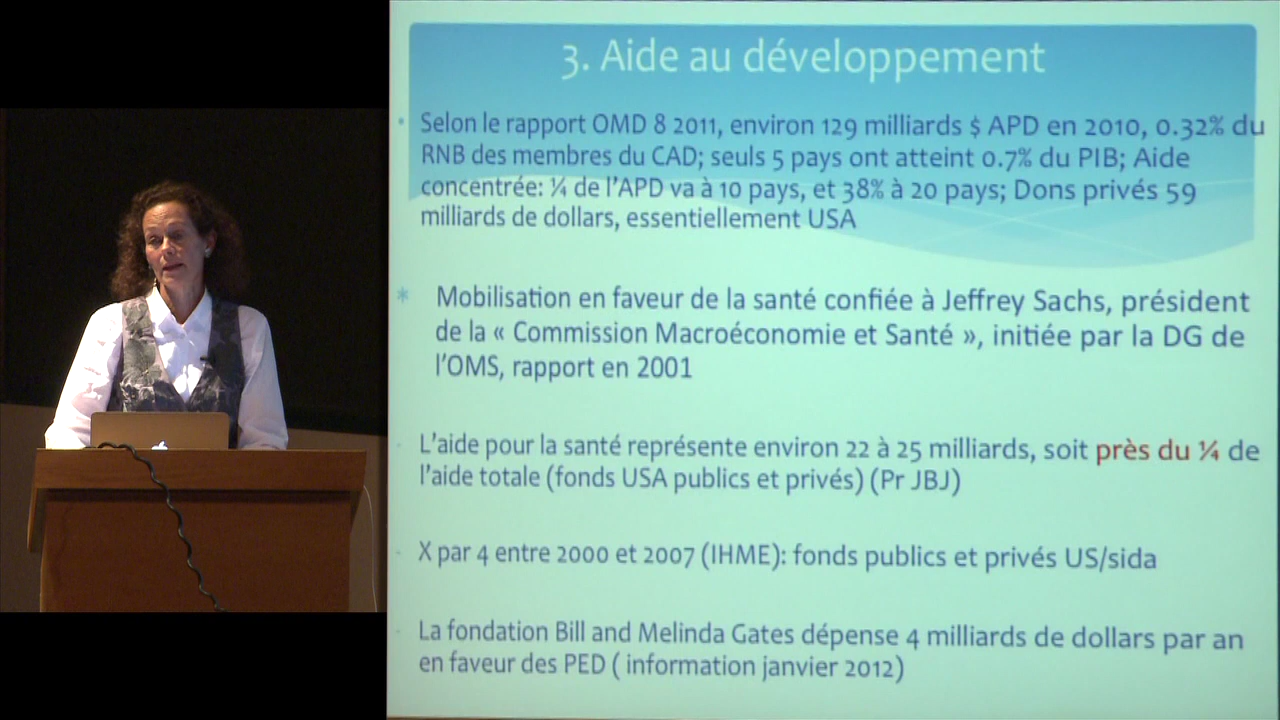 3. Aide au développement
• Selon le rapport OMD 8 2011, environ 129 milliards $ APD en 2010, 0.32% du
RNB des membres du CAD; seuls 5 pays ont atteint 0.7% du PIB; Aide
concentrée: ¼ de l'APD va à 10 pays, et 38% à 20 pays; Dons privés 59
milliards de dollars, essentiellement USA
* Mobilisation en faveur de la santé confiée à Jeffrey Sachs, président
de la « Commission Macroéconomie et Santé », initiée par la DG de
l'OMS, rapport en 2001
- L'aide pour la santé représente environ 22 à 25 milliards, soit près du ¼ de
l'aide totale (fonds USA publics et privés) (Pr JBJ)
- X par 4 entre 2000 et 2007 (IHME): fonds publics et privés US/sida
- La fondation Bill and Melinda Gates dépense 4 milliards de dollars par an
en faveur des PED ( information janvier 2012)